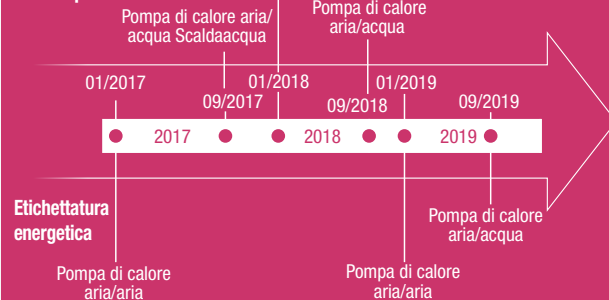 Pompa di calore aria/
acqua Scaldaacqua
Pompa di calore
aria/acqua
01/2017
09/2017
01/2018
09/2018
01/2019
09/2019
2017
2018
2019
Etichettatura
energetica
Pompa di calore
aria/aria
Pompa di calore
aria/aria
Pompa di calore
aria/acqua